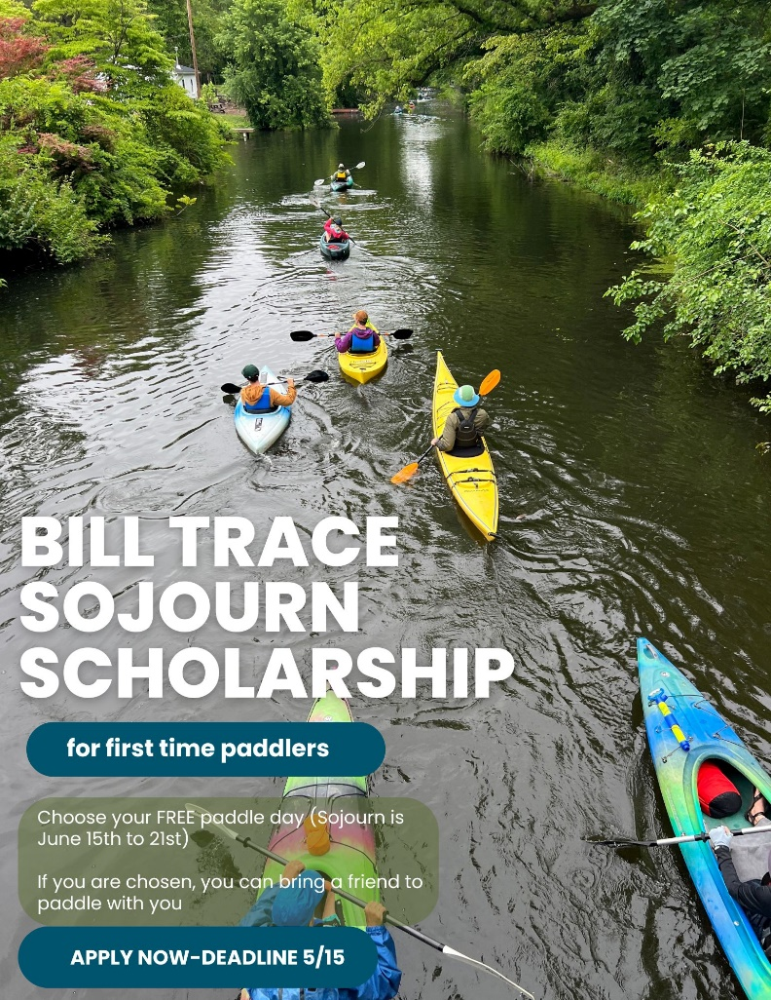 BILL TRACE
SOJOURN
SCHOLARSHIP
for first time paddlers
Choose your FREE paddle day (Sojourn is
June 15th to 21st)
If you are chosen, you can bring a friend to
paddle with you
APPLY NOW-DEADLINE 5/15